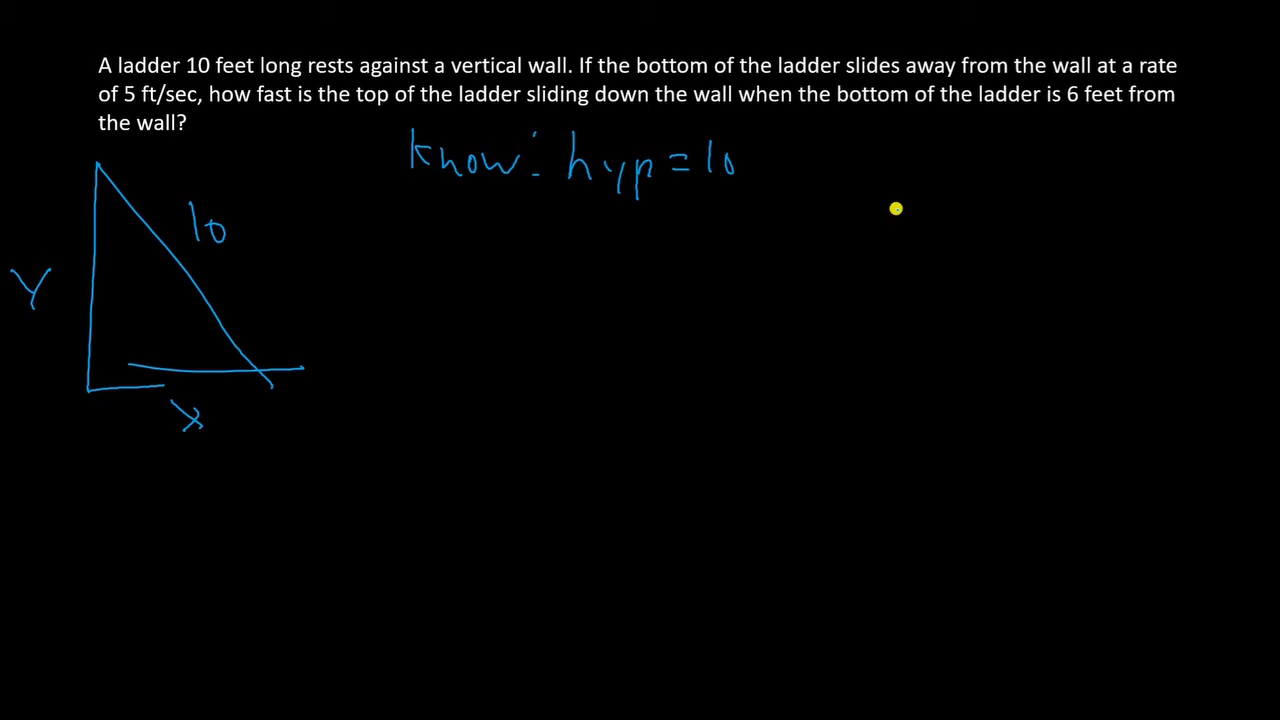 A ladder 10 feet long rests against a vertical wall. If the bottom of the ladder slides away from the wall at a rate
of 5 ft/sec, how fast is the top of the ladder sliding down the wall when the bottom of the ladder is 6 feet from
the wall?
know: hyp = 10
10
Y
X